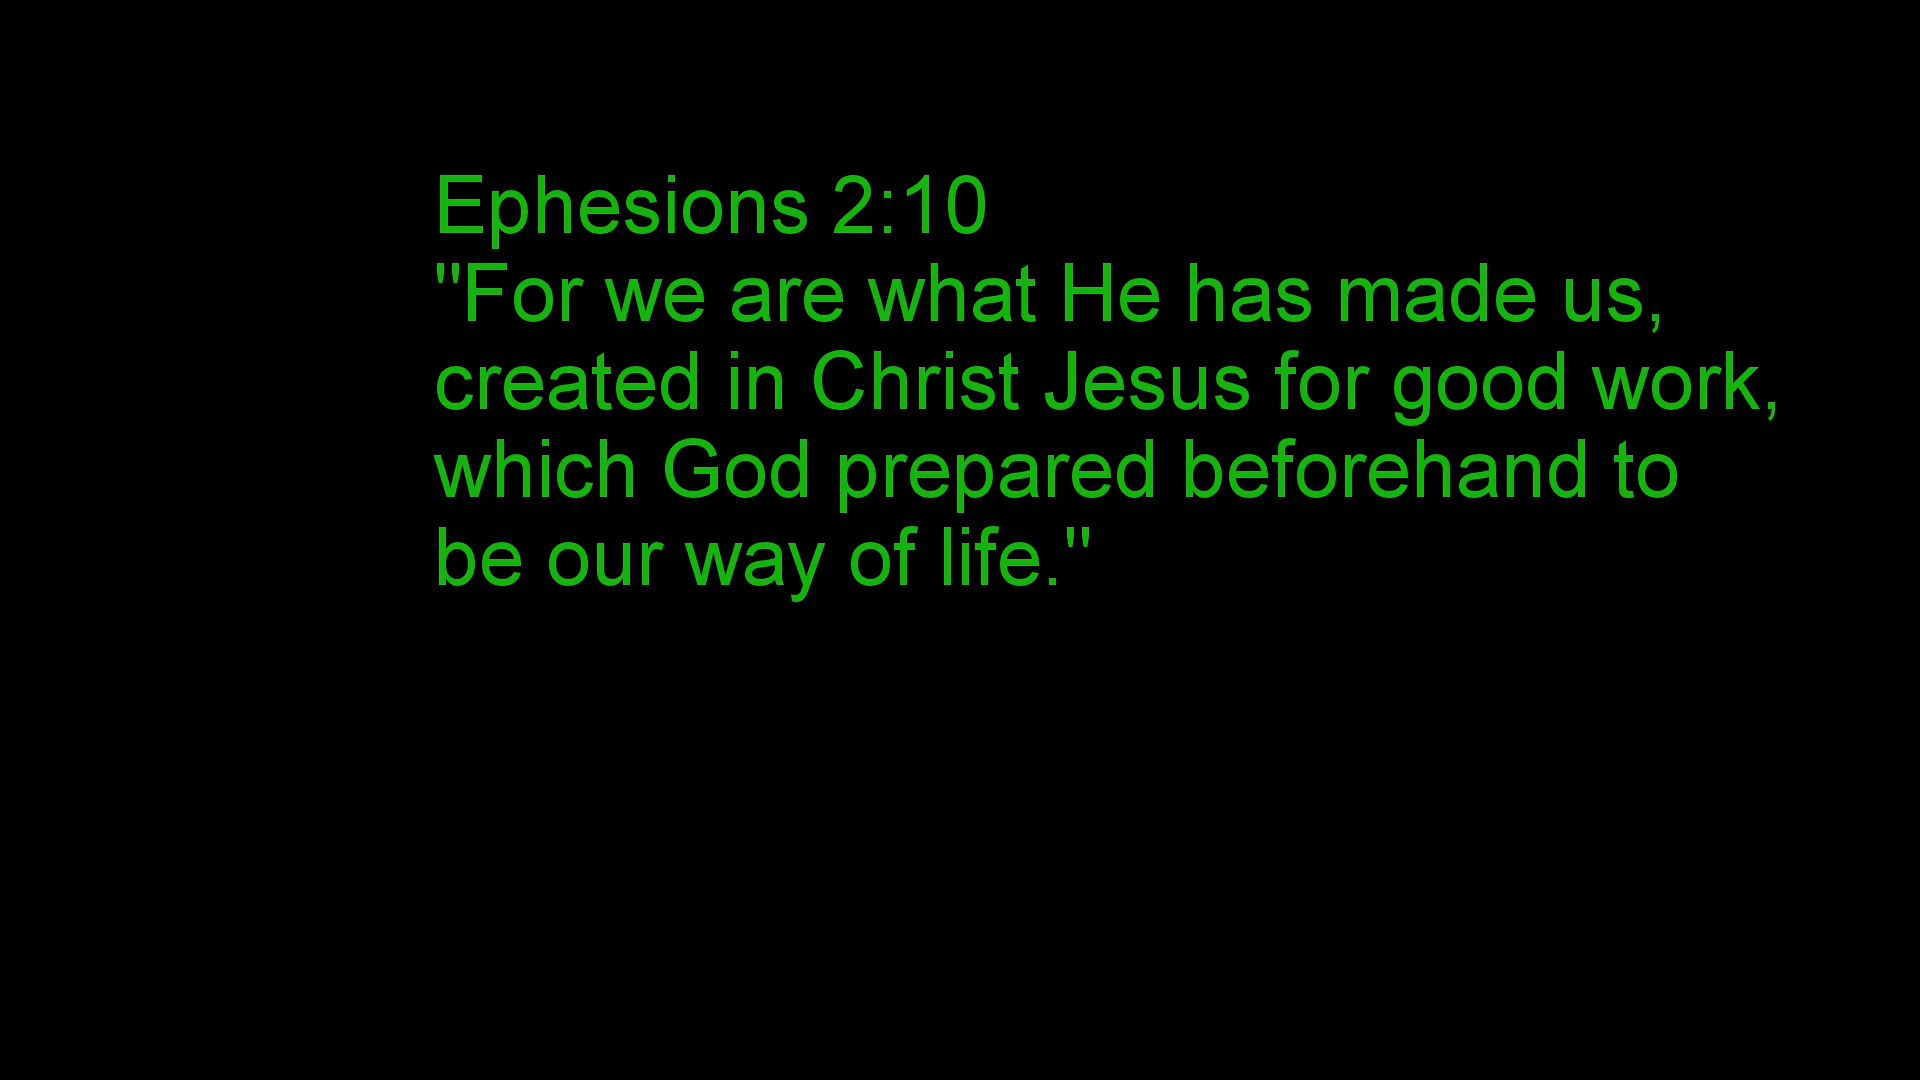 Ephesions 2:10
"For we are what He has made us,
created in Christ Jesus for good work,
which God prepared beforehand to
be our way of life."